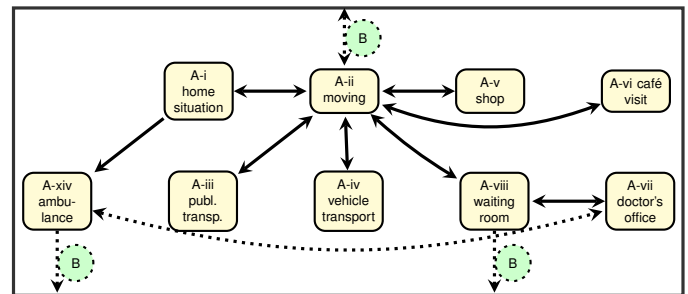 B
A-i
home
situation
A-ii
moving
A-v
shop
A-vi café
visit
A-xiv
ambu-
lance
A-iii
publ.
transp.
A-iv
vehicle
transport
A-viii
waiting
room
A-vii
doctor's
office
B
B